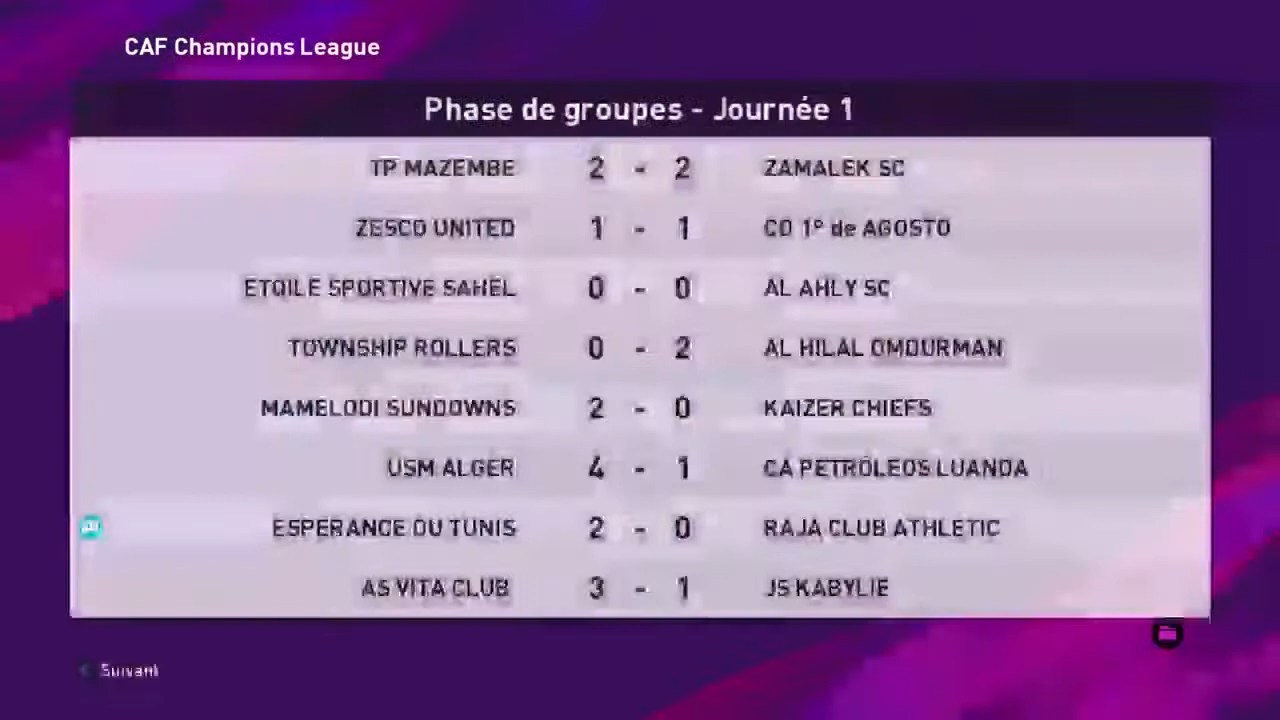 CAF Champions League
Phase de groupes - Journée 1
TP MAZEMBE 2 - 2 ZAMALEK SC
ZESCO UNITED 1 - 1 CD 1º de AGOSTO
ETOILE SPORTIVE SAHEL 0 - 0 AL AHLY SC
TOWNSHIP ROLLERS 0 - 2 AL HILAL OMDURMAN
MAMELODI SUNDOWNS 2 - 0 KAIZER CHIEFS
USM ALGER 4 - 1 CA PETRÓLEOS LUANDA
ESPERANCE DU TUNIS 2 - 0 RAJA CLUB ATHLETIC
AS VITA CLUB 3 - 1 JS KABYLIE
Suivant